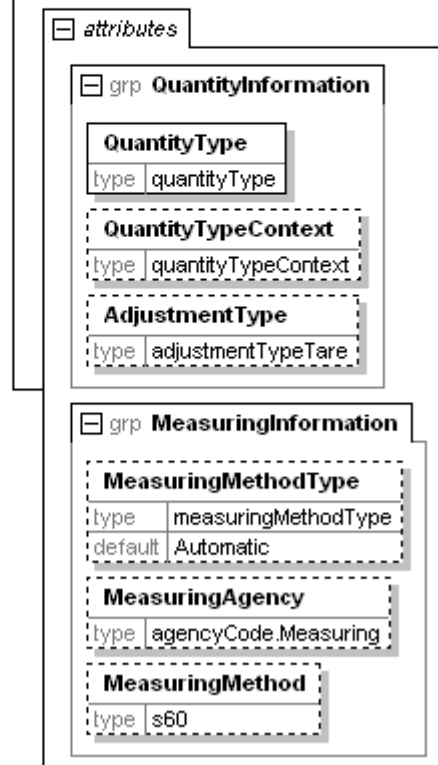 attributes
grp QuantityInformation
QuantityType
type quantityType
QuantityTypeContext
type quantityTypeContext
AdjustmentType
type adjustmentTypeTare
grp MeasuringInformation
MeasuringMethodType
type measuringMethodType
default Automatic
MeasuringAgency
type agencyCode.Measuring
MeasuringMethod
type s60